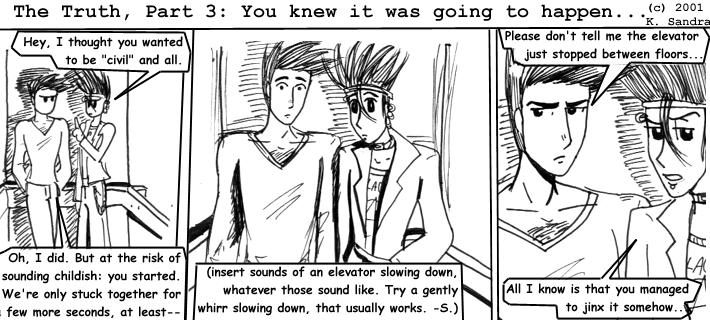 The Truth, Part 3: You knew it was going to happen...
(c) 2001
K. Sandra
Hey, I thought you wanted
to be "civil" and all.
Oh, I did. But at the risk of
sounding childish: you started.
We're only stuck together for
a few more seconds, at least--
(insert sounds of an elevator slowing down,
whatever those sound like. Try a gently
whirr slowing down, that usually works. -S.)
Please don't tell me the elevator
just stopped between floors...
All I know is that you managed
to jinx it somehow...